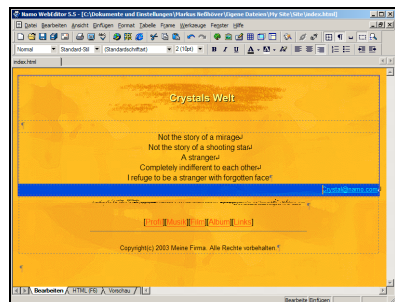 Namo WebEditor 5.5 - [C:\Dokumente und Einstellungen\Markus Neßhöver\Eigene Dateien\My Site\Site\index.html]
Datei Bearbeiten Ansicht Einfügen Format Tabelle Frame Werkzeuge Fenster Hilfe
Normal Standard-Stil (Standardschriftart) 2 (10pt) B I U
index.html
Crystals Welt
Not the story of a mirage
Not the story of a shooting star
A stranger
Completely indifferent to each other
I refuse to be a stranger with forgotten face
Crystal@namo.com
[Profil][Musik][Film][Album][Links]
Copyright(c) 2003 Meine Firma. Alle Rechte vorbehalten.
Bearbeiten HTML (F6) Vorschau
Bearbeite Einfügen